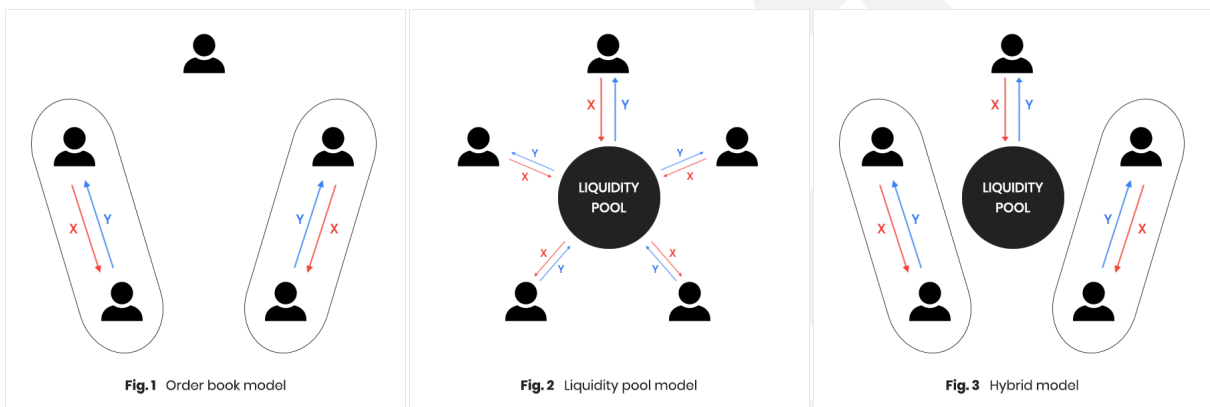 X
Y
Y
X
Fig. 1 Order book model
X
Y
Y
X
Y
X
LIQUIDITY
POOL
X
Y
X
Y
Fig. 2 Liquidity pool model
X
Y
LIQUIDITY
POOL
X
Y
Y
X
Fig. 3 Hybrid model